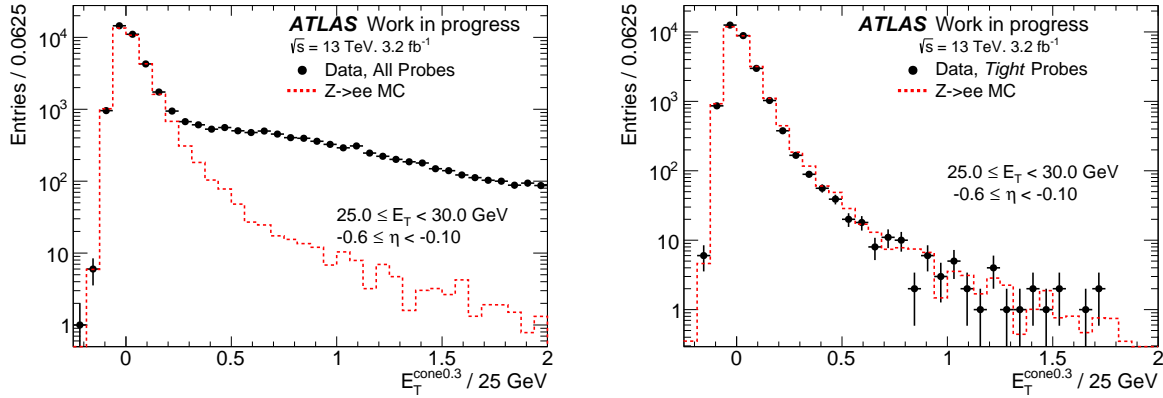 ATLAS Work in progress
√s = 13 TeV. 3.2 fb⁻¹
Data, All Probes
Z->ee MC
25.0 ≤ E_T < 30.0 GeV
-0.6 ≤ η < -0.10
Entries / 0.0625
10⁴
10³
10²
10
1
0
0.5
1
1.5
2
E_T^cone0.3 / 25 GeV
ATLAS Work in progress
√s = 13 TeV. 3.2 fb⁻¹
Data, Tight Probes
Z->ee MC
25.0 ≤ E_T < 30.0 GeV
-0.6 ≤ η < -0.10
Entries / 0.0625
10⁴
10³
10²
10
1
0
0.5
1
1.5
2
E_T^cone0.3 / 25 GeV